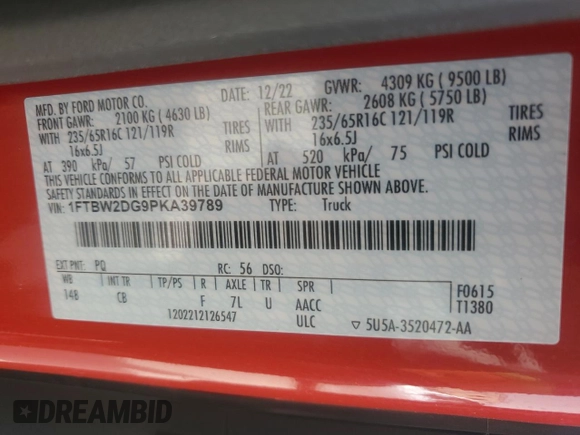 MFD. BY FORD MOTOR CO.
DATE: 12/22
GVWR: 4309 KG ( 9500 LB)
FRONT GAWR: 2100 KG ( 4630 LB)
REAR GAWR: 2608 KG ( 5750 LB)
WITH 235/65R16C 121/119R TIRES
WITH 235/65R16C 121/119R TIRES
16x6.5J RIMS
16x6.5J RIMS
AT 390 kPa/ 57 PSI COLD
AT 520 kPa/ 75 PSI COLD
THIS VEHICLE CONFORMS TO ALL APPLICABLE FEDERAL MOTOR VEHICLE
SAFETY STANDARDS IN EFFECT ON THE DATE OF MANUFACTURE SHOWN ABOVE.
VIN: 1FTBW2DG9PKA39789
TYPE: Truck
EXT PNT: PQ RC: 56 DSO:
WB INT TR TP/PS R AXLE TR SPR
148 CB F 7L U AACC
F0615
T1380
1202212126547 ULC
▽ 5U5A-3520472-AA
DREAMBID